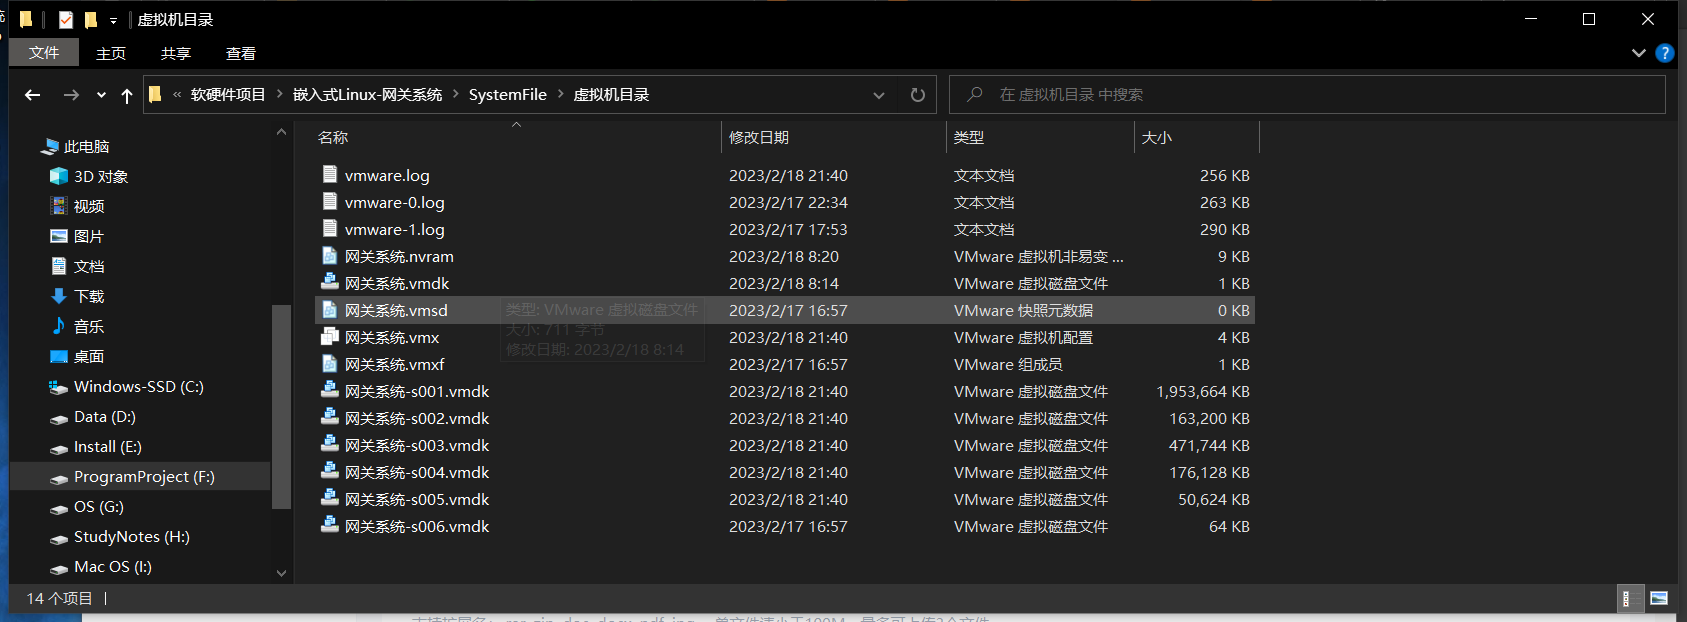 虚拟机目录
文件 主页 共享 查看
« 软硬件项目 > 嵌入式Linux-网关系统 > SystemFile > 虚拟机目录
在 虚拟机目录 中搜索
此电脑
3D 对象
视频
图片
文档
下载
音乐
桌面
Windows-SSD (C:)
Data (D:)
Install (E:)
ProgramProject (F:)
OS (G:)
StudyNotes (H:)
Mac OS (I:)
名称 修改日期 类型 大小
vmware.log 2023/2/18 21:40 文本文档 256 KB
vmware-0.log 2023/2/17 22:34 文本文档 263 KB
vmware-1.log 2023/2/17 17:53 文本文档 290 KB
网关系统.nvram 2023/2/18 8:20 VMware 虚拟机非易变 ... 9 KB
网关系统.vmdk 2023/2/18 8:14 VMware 虚拟磁盘文件 1 KB
网关系统.vmsd 2023/2/17 16:57 VMware 快照元数据 0 KB
网关系统.vmx 2023/2/18 21:40 VMware 虚拟机配置 4 KB
网关系统.vmxf 2023/2/17 16:57 VMware 组成员 1 KB
网关系统-s001.vmdk 2023/2/18 21:40 VMware 虚拟磁盘文件 1,953,664 KB
网关系统-s002.vmdk 2023/2/18 21:40 VMware 虚拟磁盘文件 163,200 KB
网关系统-s003.vmdk 2023/2/18 21:40 VMware 虚拟磁盘文件 471,744 KB
网关系统-s004.vmdk 2023/2/18 21:40 VMware 虚拟磁盘文件 176,128 KB
网关系统-s005.vmdk 2023/2/18 21:40 VMware 虚拟磁盘文件 50,624 KB
网关系统-s006.vmdk 2023/2/17 16:57 VMware 虚拟磁盘文件 64 KB
类型: VMware 虚拟磁盘文件
大小: 711 字节
修改日期: 2023/2/18 8:14
14 个项目